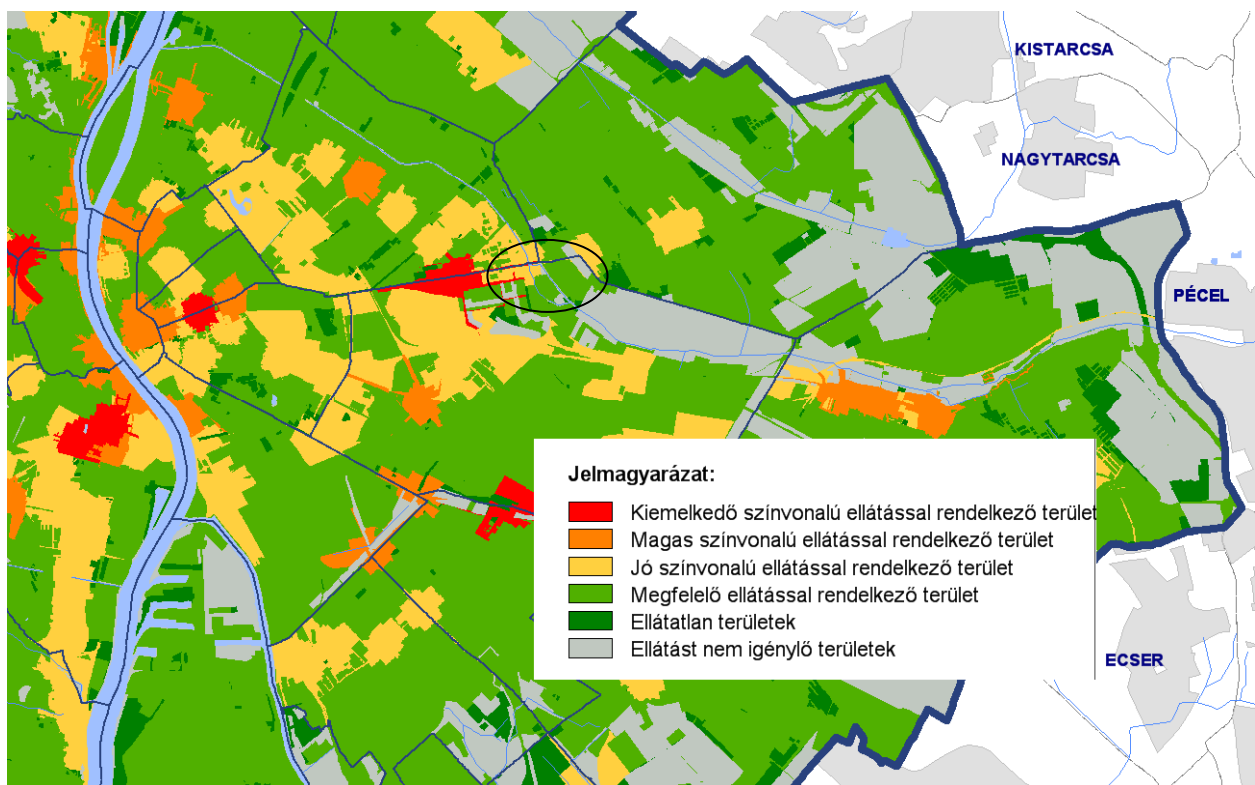 KISTARCSA
NAGYTARCSA
PÉCEL
Jelmagyarázat:
Kiemelkedő színvonalú ellátással rendelkező terület
Magas színvonalú ellátással rendelkező terület
Jó színvonalú ellátással rendelkező terület
Megfelelő ellátással rendelkező terület
Ellátatlan területek
Ellátást nem igénylő területek
ECSER